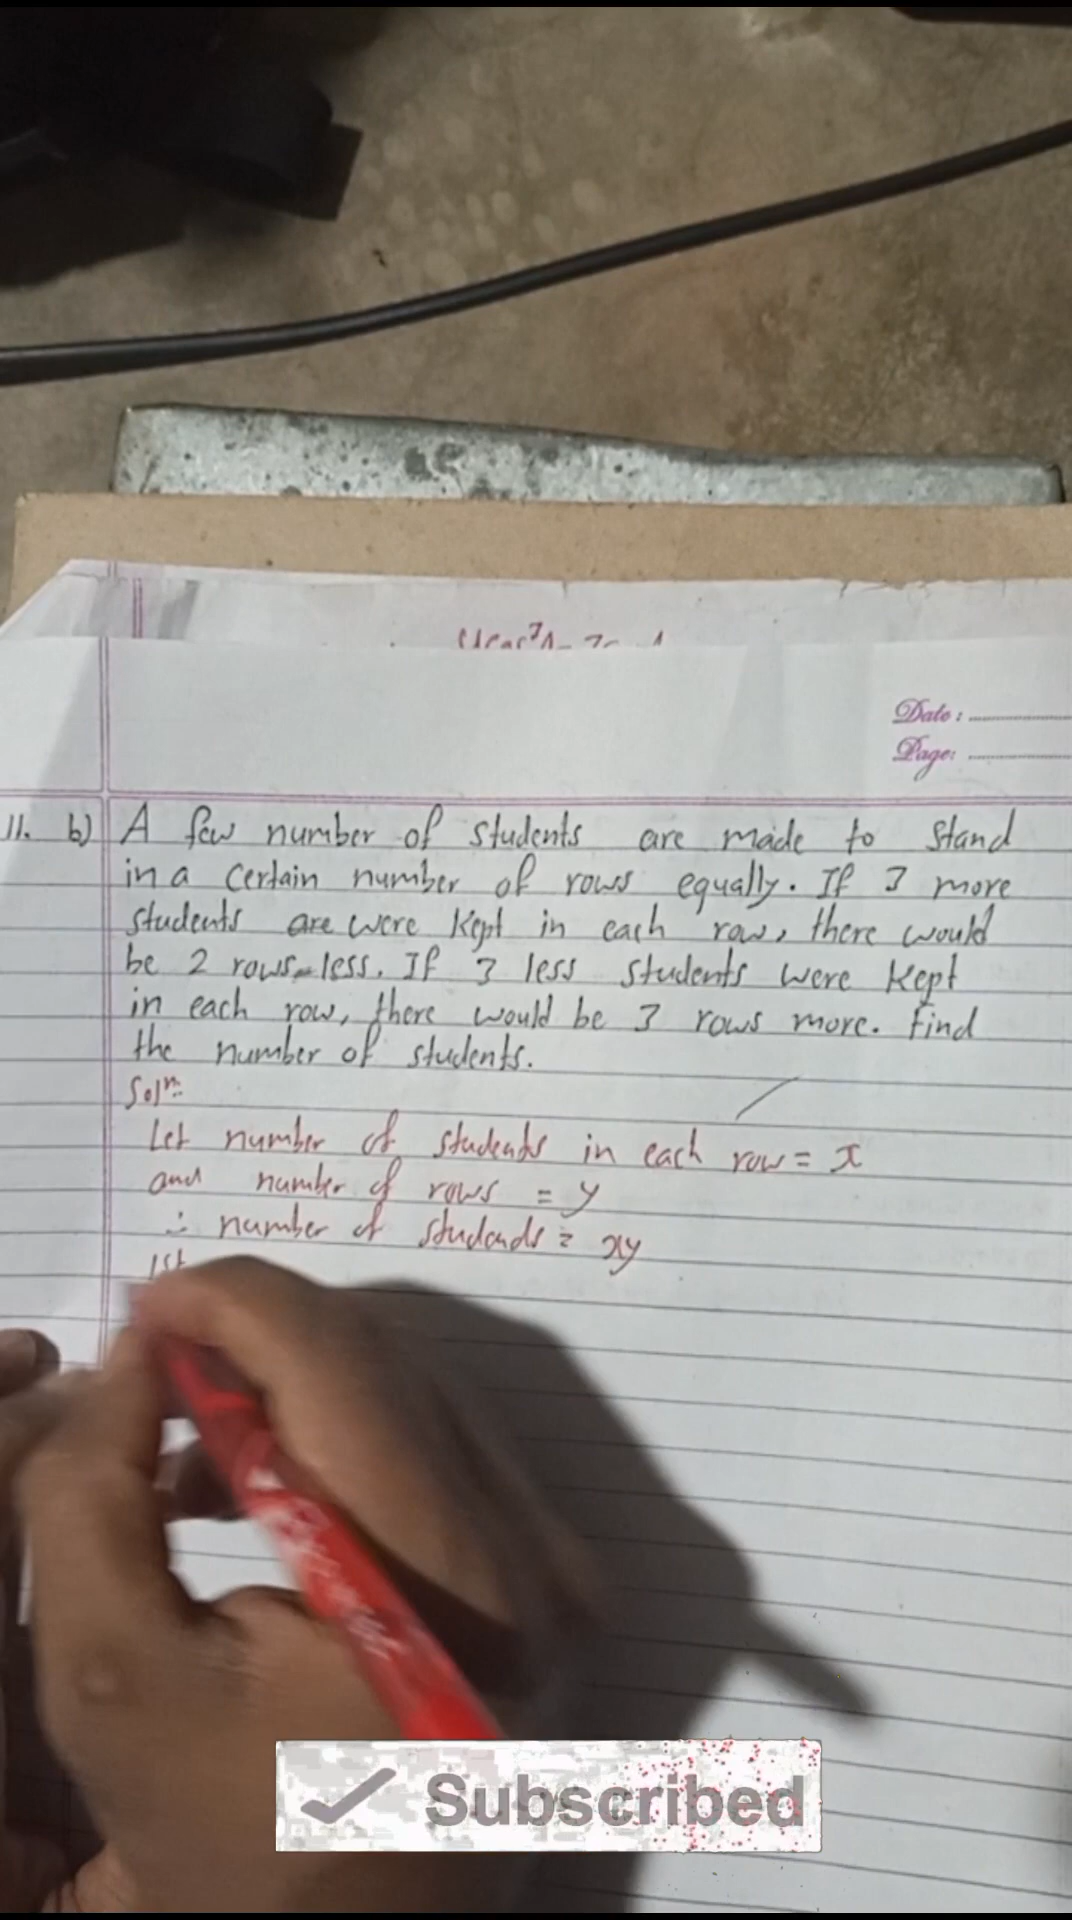 Date:
Page:
11. b) A few number of students are made to stand
in a certain number of rows equally. If 3 more
students are were kept in each row, there would
be 2 rows less. If 3 less students were kept
in each row, there would be 3 rows more. Find
the number of students.
Solⁿ:
Let number of students in each row = x
and number of rows = y
∴ number of students = xy
1st
Subscribed